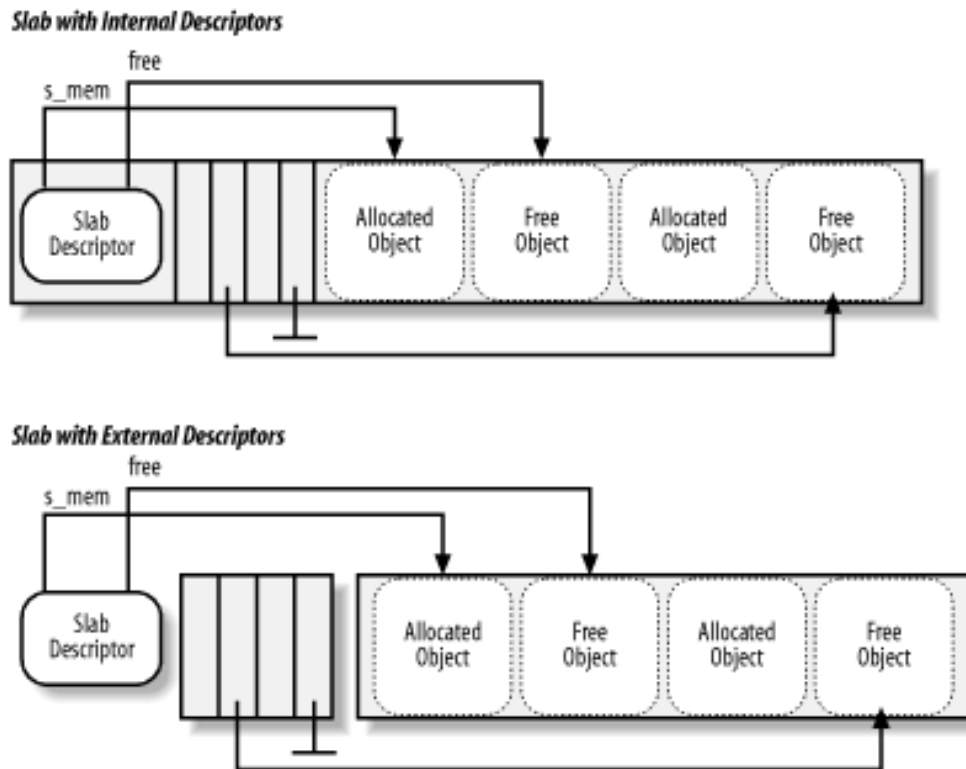 Slab with Internal Descriptors
free
s_mem
Slab
Descriptor
Allocated
Object
Free
Object
Allocated
Object
Free
Object
Slab with External Descriptors
free
s_mem
Slab
Descriptor
Allocated
Object
Free
Object
Allocated
Object
Free
Object